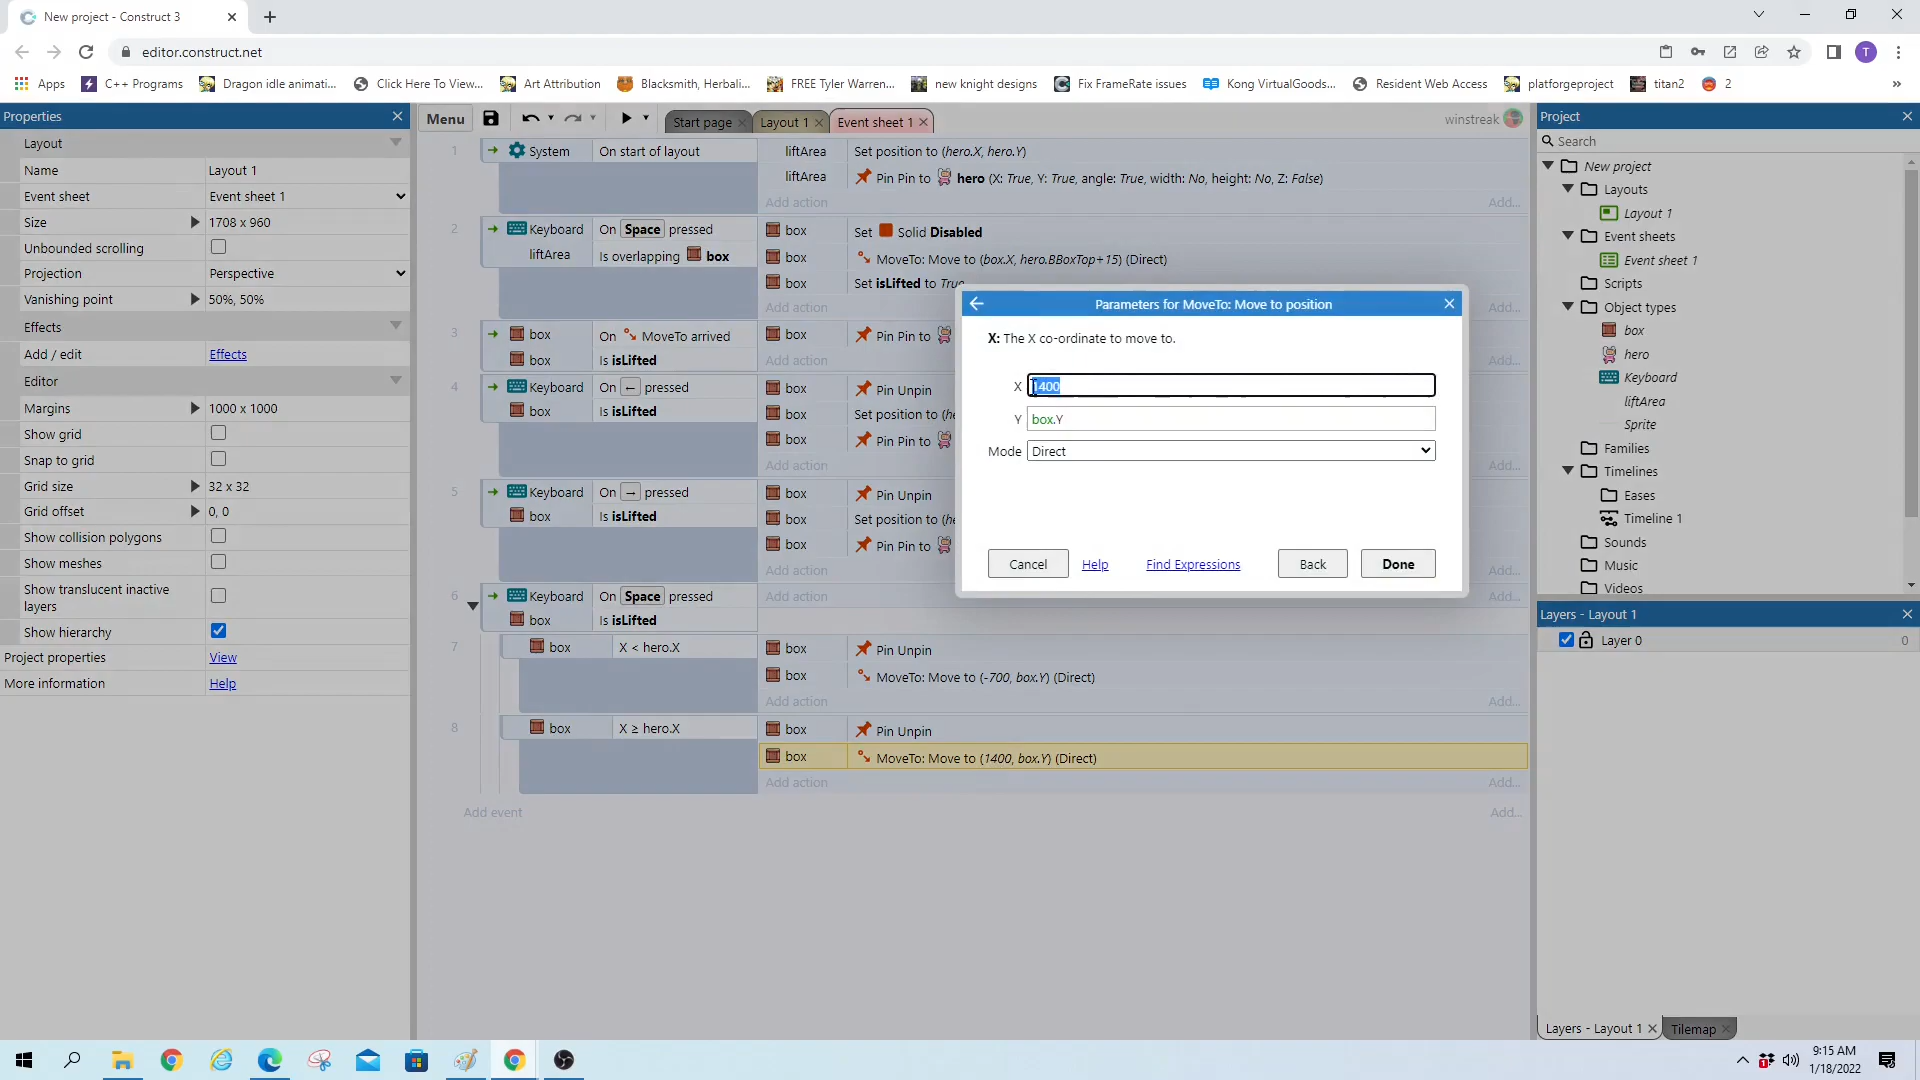 New project - Construct 3
editor.construct.net
T
Apps
C++ Programs
Dragon idle animati...
Click Here To View...
Art Attribution
Blacksmith, Herbali...
FREE Tyler Warren...
new knight designs
Fix FrameRate issues
Kong VirtualGoods...
Resident Web Access
platforgeproject
titan2
2
Properties
Layout
Name Layout 1
Event sheet Event sheet 1
Size 1708 x 960
Unbounded scrolling
Projection Perspective
Vanishing point 50%, 50%
Effects
Add / edit Effects
Editor
Margins 1000 x 1000
Show grid
Snap to grid
Grid size 32 x 32
Grid offset 0, 0
Show collision polygons
Show meshes
Show translucent inactive
layers
Show hierarchy
Project properties View
More information Help
Menu
Start page
Layout 1
Event sheet 1
winstreak
1 System On start of layout liftArea Set position to (hero.X, hero.Y)
liftArea Pin Pin to hero (X: True, Y: True, angle: True, width: No, height: No, Z: False)
Add action Add...
2 Keyboard On Space pressed box Set Solid Disabled
liftArea Is overlapping box box MoveTo: Move to (box.X, hero.BBoxTop+15) (Direct)
box Set isLifted to True
Add action
3 box On MoveTo arrived box Pin Pin to
box Is isLifted Add action Add...
4 Keyboard On ← pressed box Pin Unpin
box Is isLifted box Set position to (he
box Pin Pin to
Add action Add...
5 Keyboard On → pressed box Pin Unpin
box Is isLifted box Set position to (he
box Pin Pin to
Add action Add...
6 Keyboard On Space pressed Add action Add...
box Is isLifted
7 box X < hero.X box Pin Unpin
box MoveTo: Move to (-700, box.Y) (Direct)
Add action Add...
8 box X ≥ hero.X box Pin Unpin
box MoveTo: Move to (1400, box.Y) (Direct)
Add action Add...
Add event Add...
Parameters for MoveTo: Move to position
X: The X co-ordinate to move to.
X 1400
Y box.Y
Mode Direct
Cancel Help Find Expressions Back Done
Project
Search
New project
Layouts
Layout 1
Event sheets
Event sheet 1
Scripts
Object types
box
hero
Keyboard
liftArea
Sprite
Families
Timelines
Eases
Timeline 1
Sounds
Music
Videos
Layers - Layout 1
Layer 0 0
Layers - Layout 1
Tilemap
9:15 AM
1/18/2022